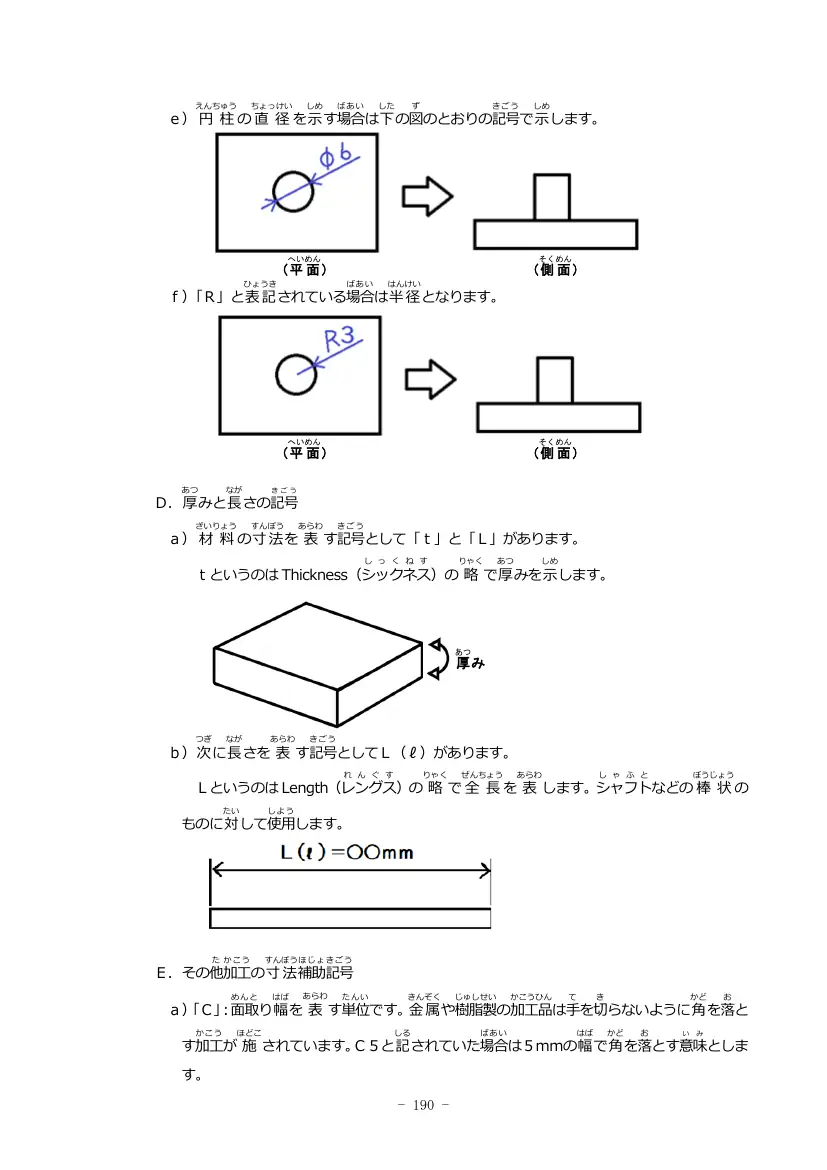 えんちゅう ちょっけい しめ ばあい した ず きごう しめ
e）円柱の直径を示す場合は下の図のとおりの記号で示します。
φ6
へいめん そくめん
（平面） （側面）
ひょうき ばあい はんけい
f）「R」と表記されている場合は半径となります。
R3
へいめん そくめん
（平面） （側面）
あつ なが きごう
D．厚みと長さの記号
ざいりょう すんぽう あらわ きごう
a）材料の寸法を表す記号として「t」と「L」があります。
しっくねす りゃく あつ しめ
tというのはThickness（シックネス）の略で厚みを示します。
あつ
厚み
つぎ なが あらわ きごう
b）次に長さを表す記号としてL（ℓ）があります。
れんぐす りゃく ぜんちょう あらわ しゃふと ぼうじょう
LというのはLength（レングス）の略で全長を表します。シャフトなどの棒状の
たい しよう
ものに対して使用します。
L(ℓ)=〇〇mm
た かこう すんぽうほじょきごう
E．その他加工の寸法補助記号
めんと はば あらわ たんい きんぞく じゅしせい かこうひん て き かど お
a）「C」：面取り幅を表す単位です。金属や樹脂製の加工品は手を切らないように角を落と
かこう ほどこ しる ばあい はば かど お いみ
す加工が施されています。C5と記されていた場合は5mmの幅で角を落とす意味としま
す。
－ 190 －